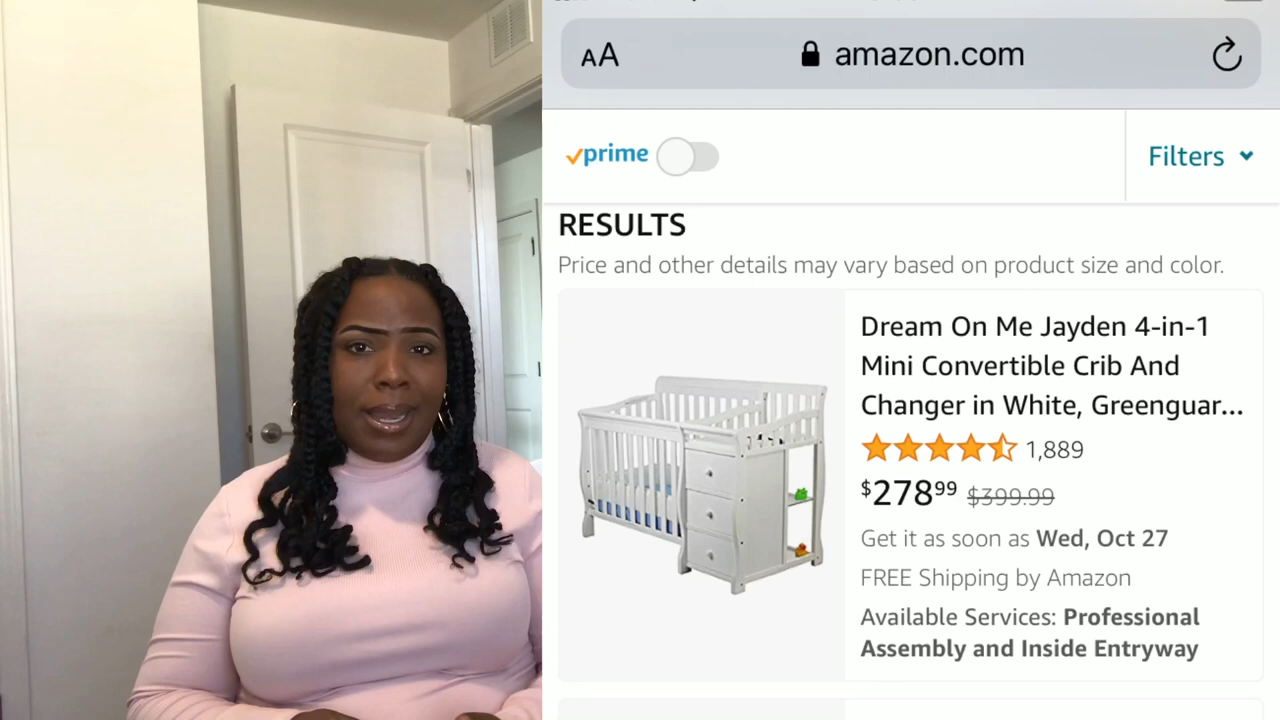 AA amazon.com
prime Filters
RESULTS
Price and other details may vary based on product size and color.
Dream On Me Jayden 4-in-1
Mini Convertible Crib And
Changer in White, Greenguar...
1,889
$278.99 $399.99
Get it as soon as Wed, Oct 27
FREE Shipping by Amazon
Available Services: Professional
Assembly and Inside Entryway